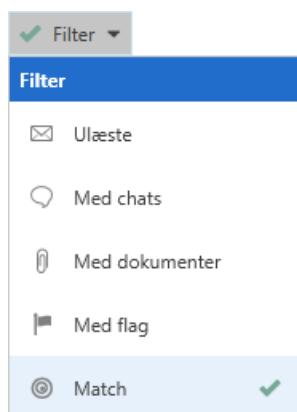 Filter
Filter
Ulæste
Med chats
Med dokumenter
Med flag
Match